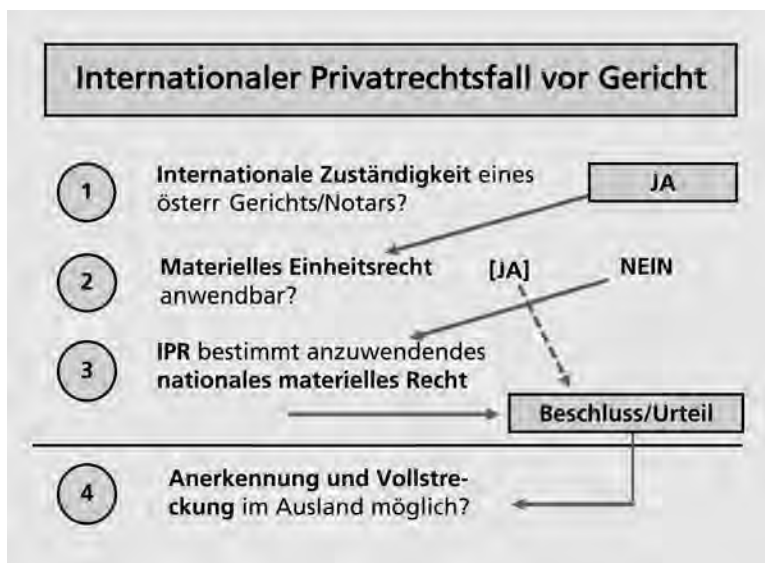 Internationaler Privatrechtsfall vor Gericht
1
Internationale Zuständigkeit eines
österr Gerichts/Notars?
JA
2
Materielles Einheitsrecht
anwendbar?
[JA]
NEIN
3
IPR bestimmt anzuwendendes
nationales materielles Recht
Beschluss/Urteil
4
Anerkennung und Vollstre-
ckung im Ausland möglich?